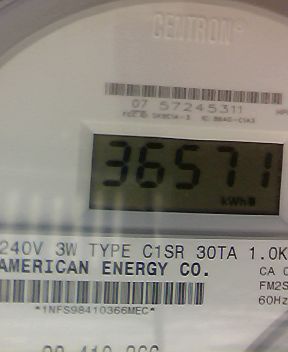 CENTRON®
07 57245311
36571
kWh
240V 3W TYPE C1SR 30TA 1.0K
AMERICAN ENERGY CO.
CA 0
FM2S
60Hz
*1NFS98410366MEC*